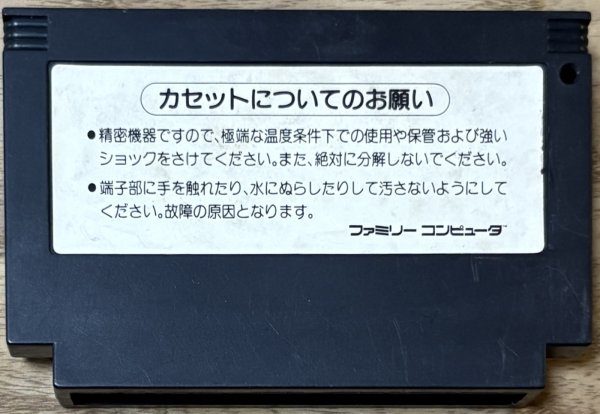 カセットについてのお願い
●精密機器ですので、極端な温度条件下での使用や保管および強い
ショックをさけてください。また、絶対に分解しないでください。
●端子部に手を触れたり、水にぬらしたりして汚さないようにして
ください。故障の原因となります。
ファミリー コンピュータ™